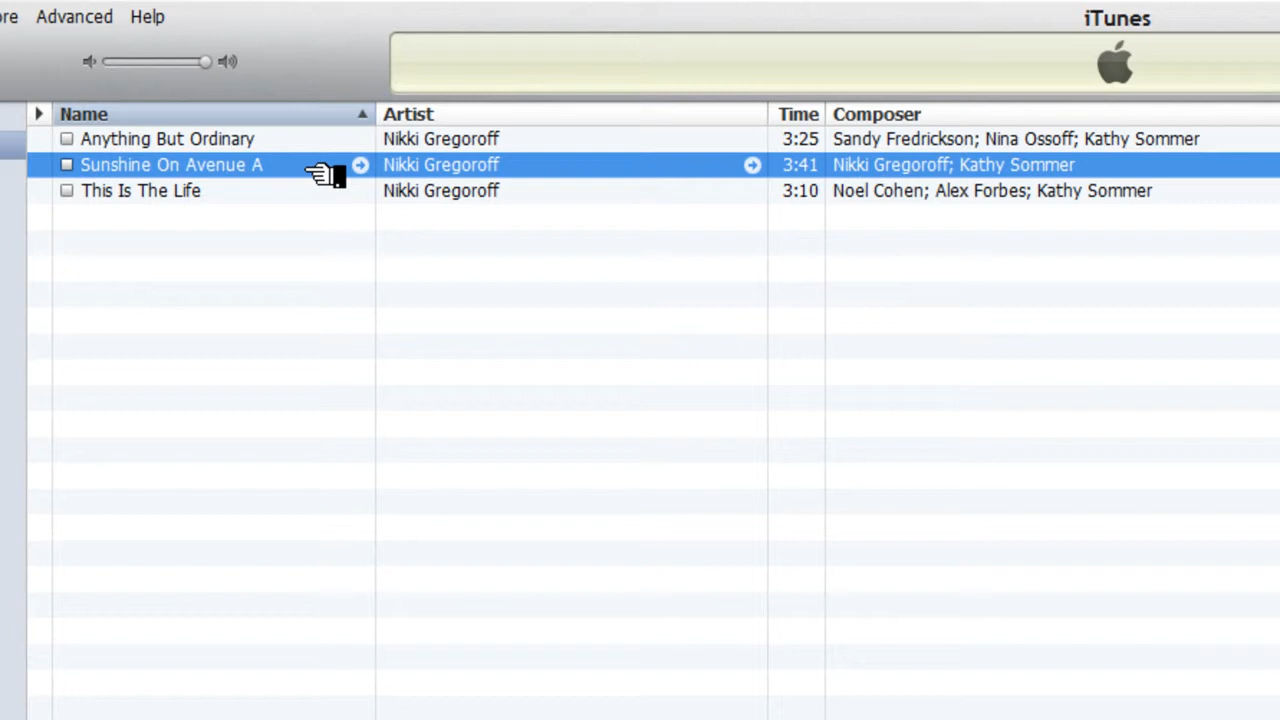 ore Advanced Help
iTunes
Name Artist Time Composer
Anything But Ordinary Nikki Gregoroff 3:25 Sandy Fredrickson; Nina Ossoff; Kathy Sommer
Sunshine On Avenue A Nikki Gregoroff 3:41 Nikki Gregoroff; Kathy Sommer
This Is The Life Nikki Gregoroff 3:10 Noel Cohen; Alex Forbes; Kathy Sommer